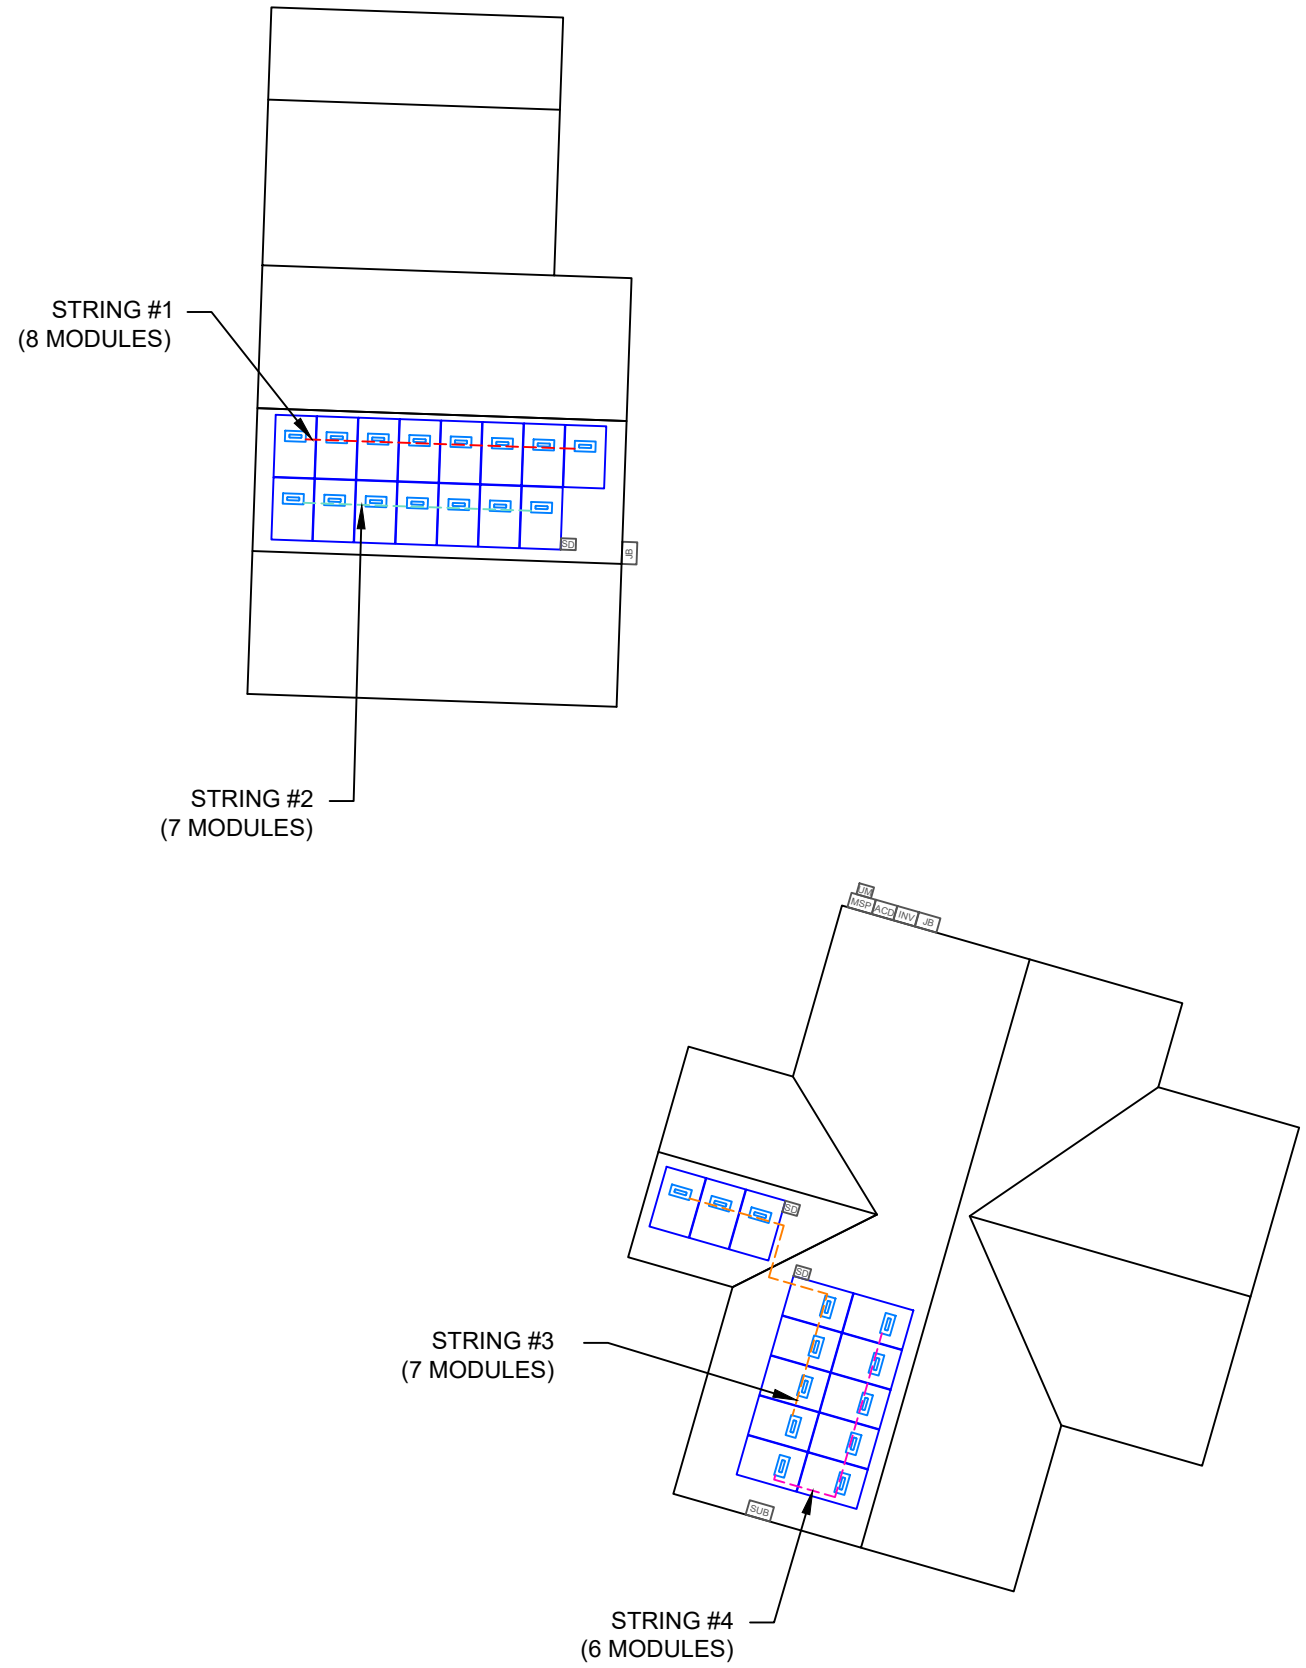 STRING #1
(8 MODULES)
SD
JB
STRING #2
(7 MODULES)
UM
MSP ACD INV JB
SD
SD
STRING #3
(7 MODULES)
SUB
STRING #4
(6 MODULES)